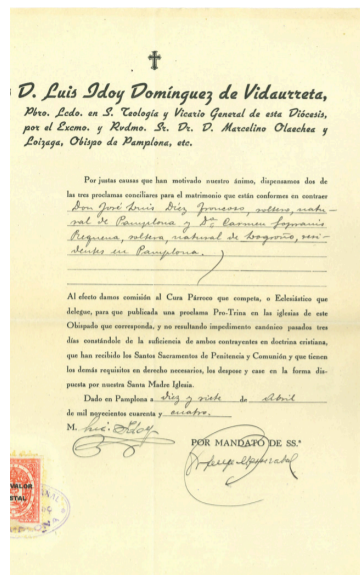 D. Luis Idoy Domínguez de Vidaurreta,
Pbro. Lcdo. en S. Teología y Vicario General de esta Diócesis,
por el Excmo. y Rvdmo. Sr. Dr. D. Marcelino Olaechea y
Loizaga, Obispo de Pamplona, etc.
Por justas causas que han motivado nuestro ánimo, dispensamos dos de
las tres proclamas conciliares para el matrimonio que están conformes en contraer
Don José Luis Díez soltero, natu-
ral de Pamplona y Dª Carmen
Requena, soltera, natural de Logroño, resi-
dentes en Pamplona.
Al efecto damos comisión al Cura Párroco que competa, o Eclesiástico que
delegue, para que publicada una proclama Pro-Trina en las iglesias de este
Obispado que corresponda, y no resultando impedimento canónico pasados tres
días constándole de la suficiencia de ambos contrayentes en doctrina cristiana,
que han recibido los Santos Sacramentos de Penitencia y Comunión y que tienen
los demás requisitos en derecho necesarios, los despose y case en la forma dis-
puesta por nuestra Santa Madre Iglesia.
Dado en Pamplona a diez y siete de Abril
de mil novecientos cuarenta y cuatro.
M. Luis Idoy
POR MANDATO DE SS.ª
VALOR